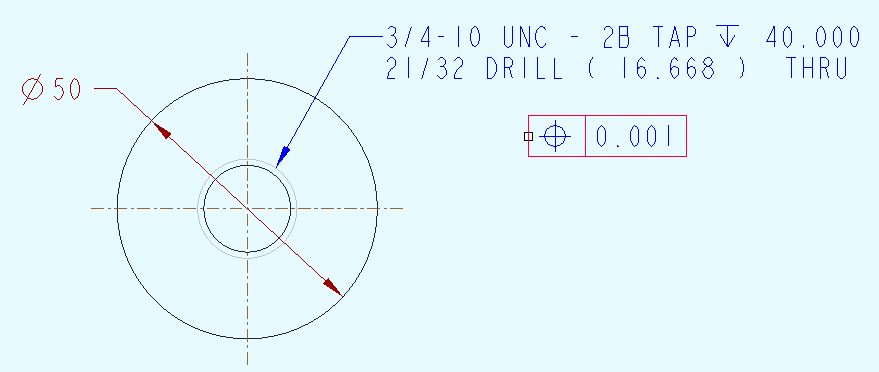 3/4-10 UNC - 2B TAP ↧ 40.000
21/32 DRILL ( 16.668 ) THRU
⌀50
⌖ 0.001